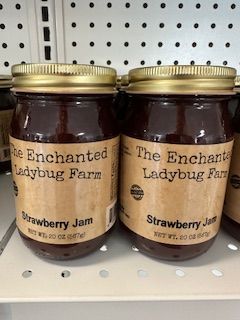 The Enchanted
Ladybug Farm
Strawberry Jam
NET WT. 20 OZ (567g)
The Enchanted
Ladybug Farm
Strawberry Jam
NET WT. 20 OZ (567g)